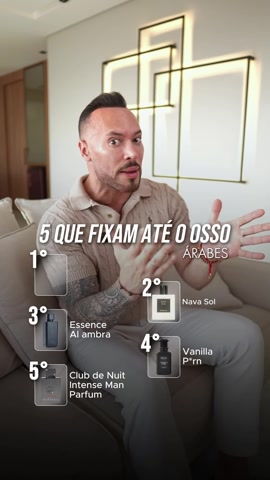 5 QUE FIXAM ATÉ O OSSO
ÁRABES
1°
2°
Nava Sol
3°
Essence
Al ambra
4°
Vanilla
P*rn
5°
Club de Nuit
Intense Man
Parfum